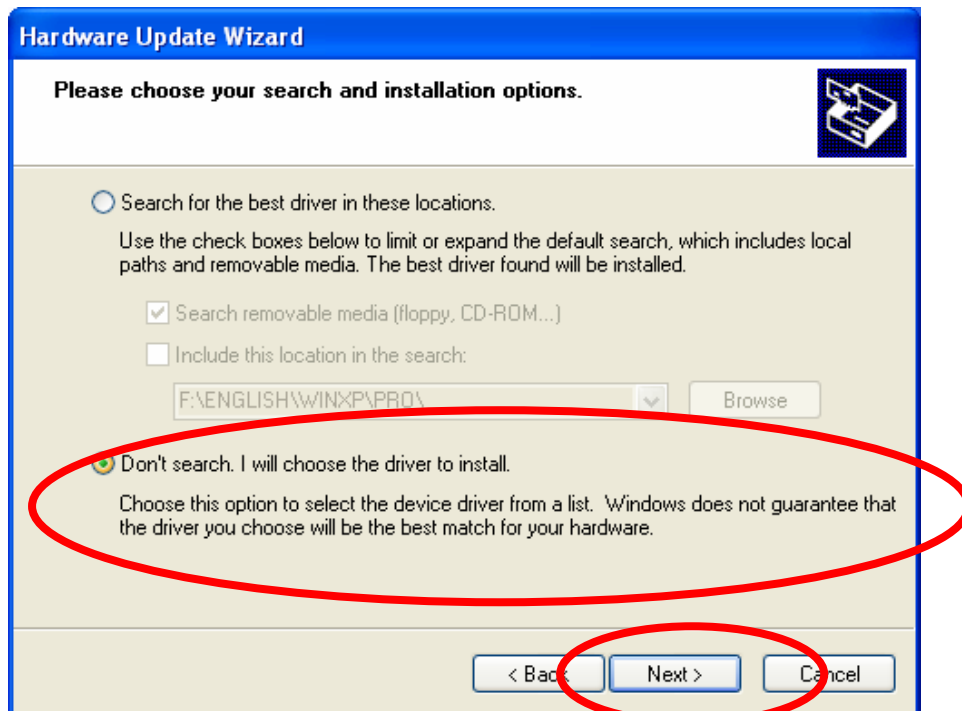 Hardware Update Wizard
Please choose your search and installation options.
Search for the best driver in these locations.
Use the check boxes below to limit or expand the default search, which includes local
paths and removable media. The best driver found will be installed.
Search removable media (floppy, CD-ROM...)
Include this location in the search:
F:\ENGLISH\WINXP\PRO\
Browse
Don't search. I will choose the driver to install.
Choose this option to select the device driver from a list. Windows does not guarantee that
the driver you choose will be the best match for your hardware.
< Back Next > Cancel